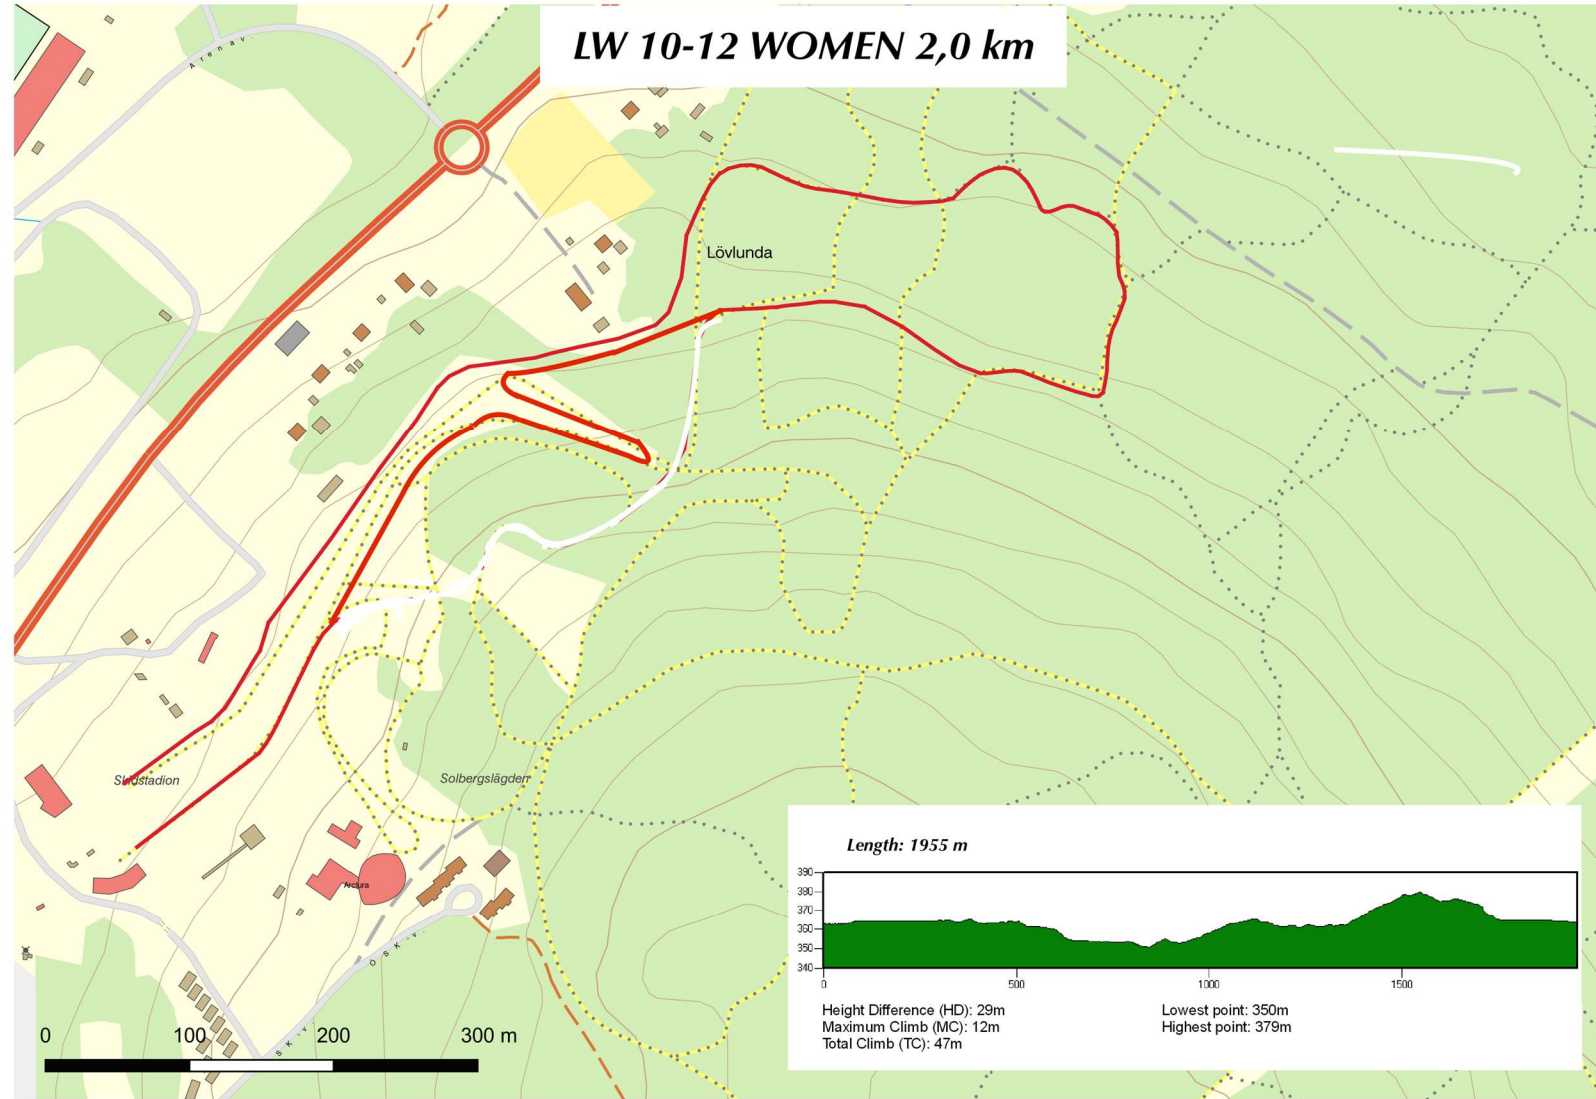 LW 10-12 WOMEN 2,0 km
A r e n a v .
Lövlunda
Skidstadion
Solbergslägden
Arctura
O S K . v .
S K . v
0 100 200 300 m
Length: 1955 m
390
380
370
360
350
340
0 500 1000 1500
Height Difference (HD): 29m
Maximum Climb (MC): 12m
Total Climb (TC): 47m
Lowest point: 350m
Highest point: 379m